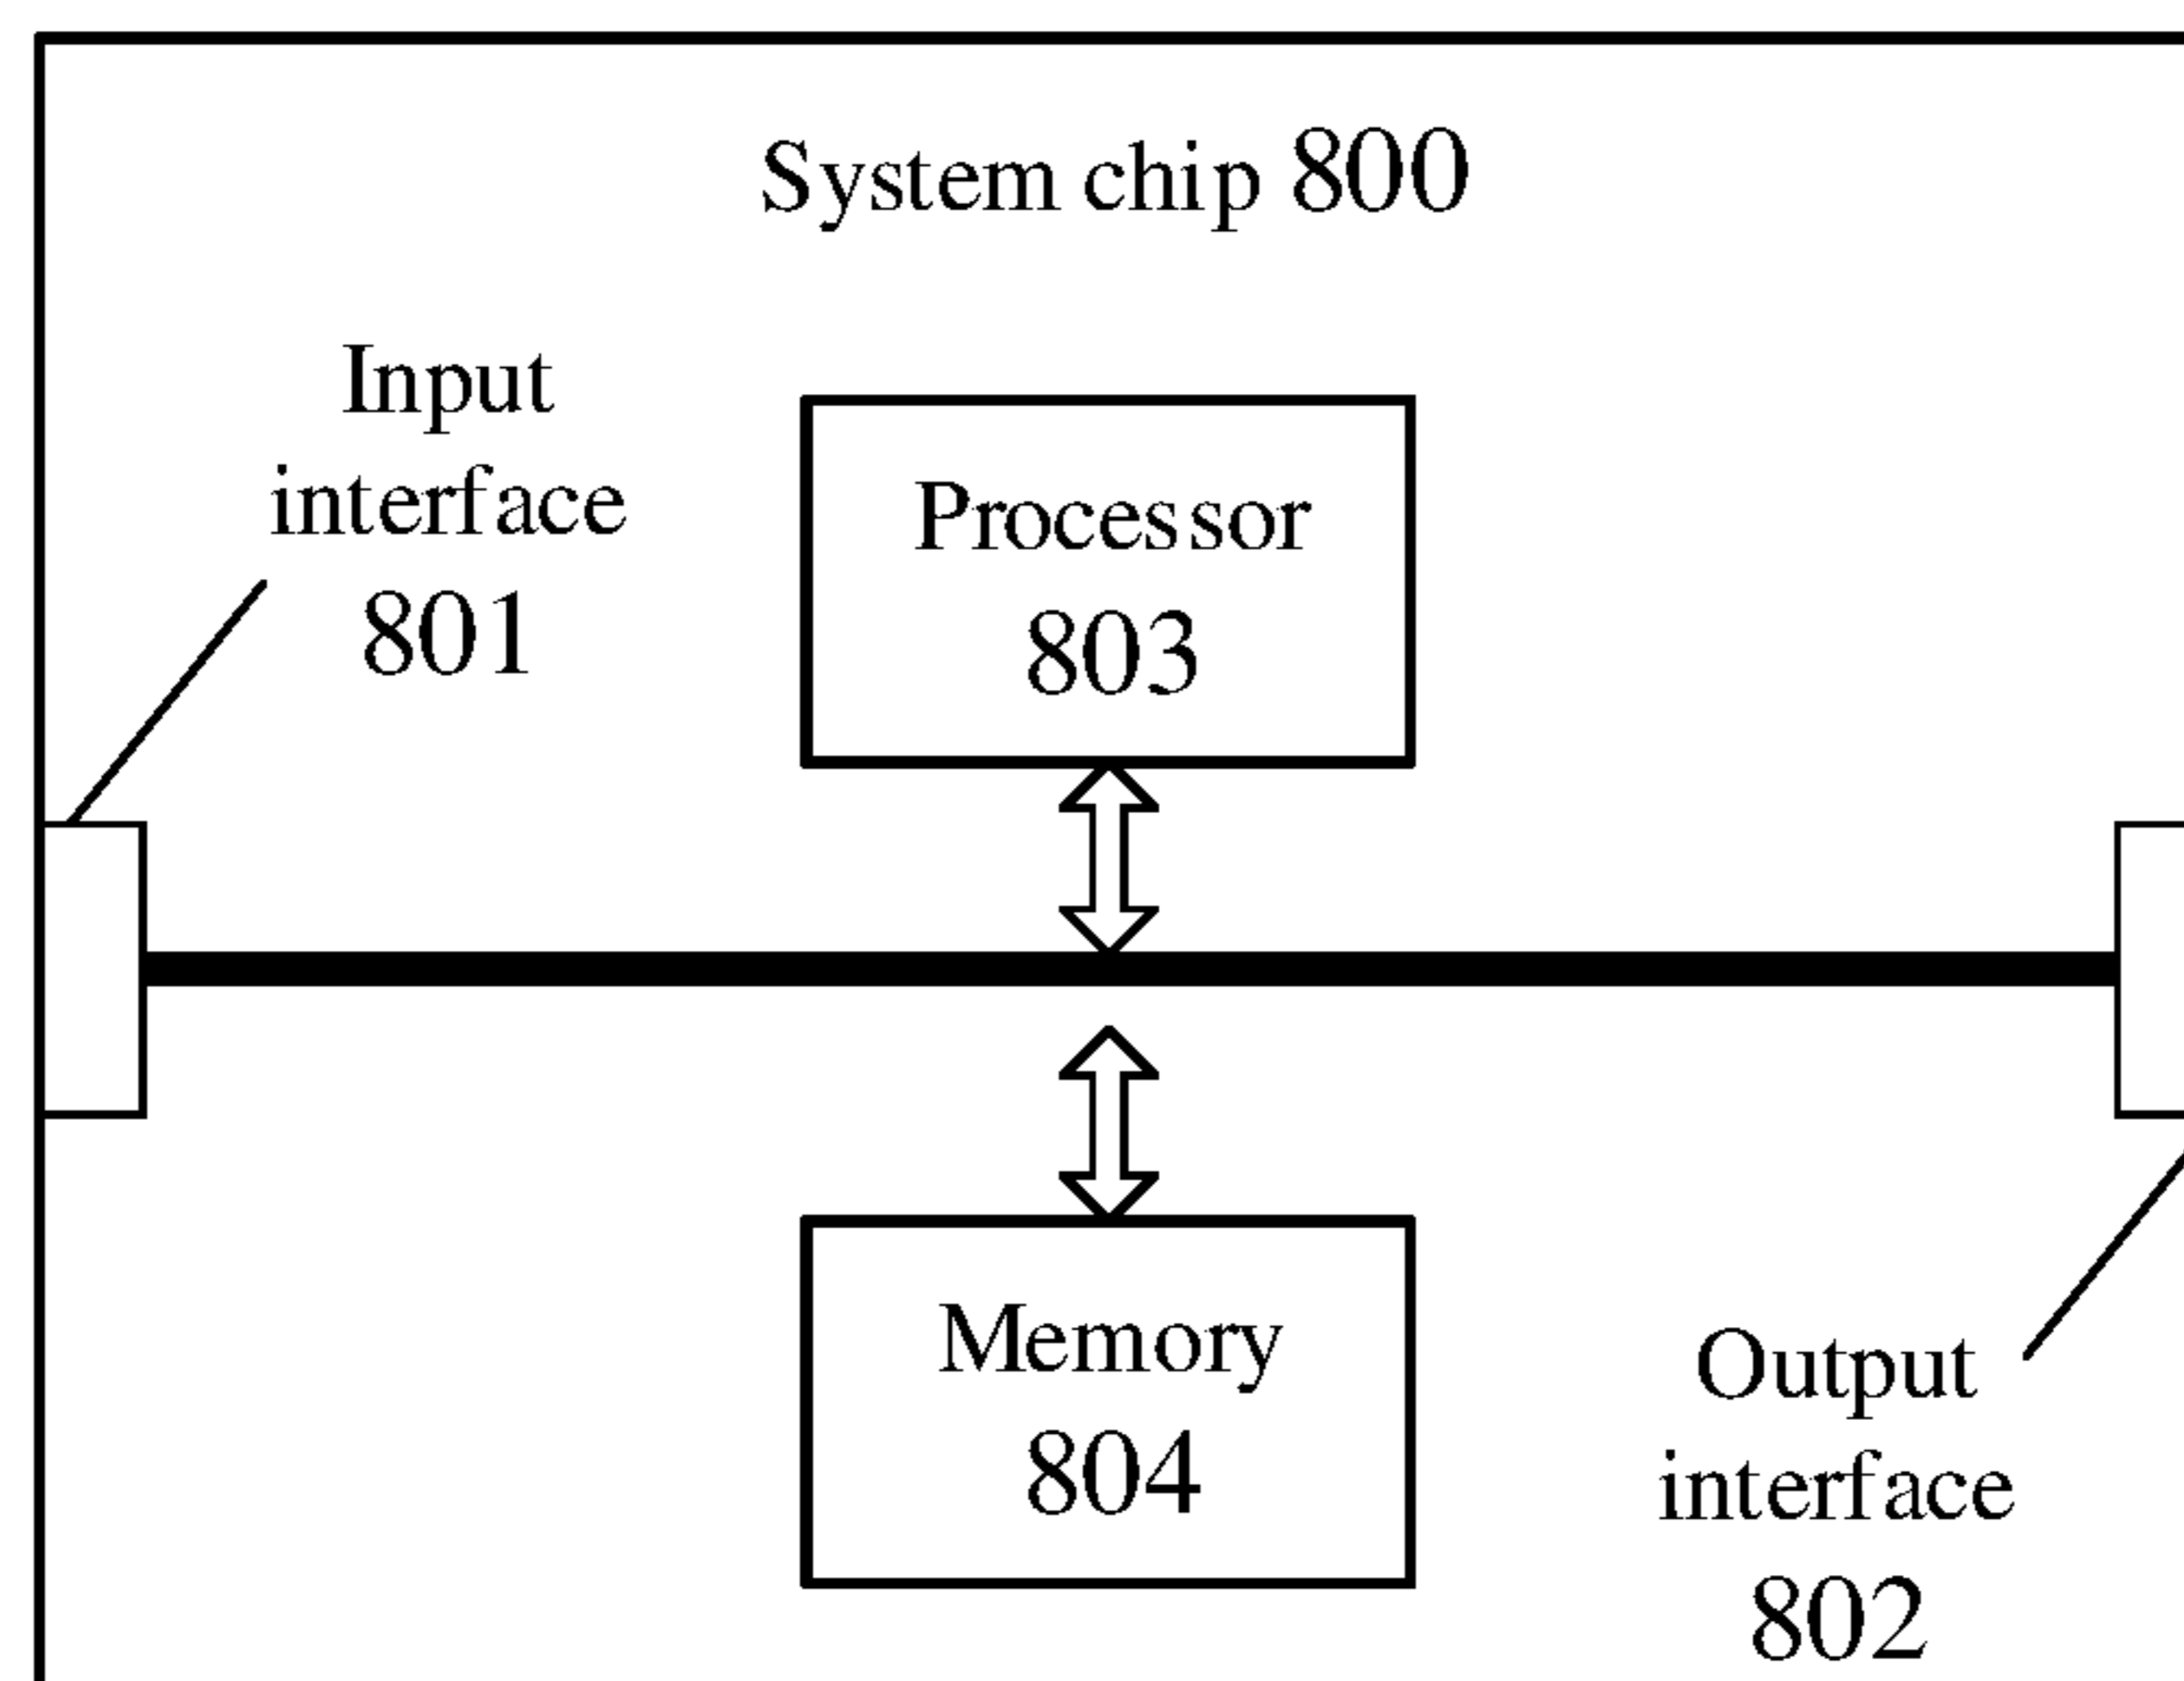 System chip 800
Input
interface
801
Processor
803
Memory
804
Output
interface
802